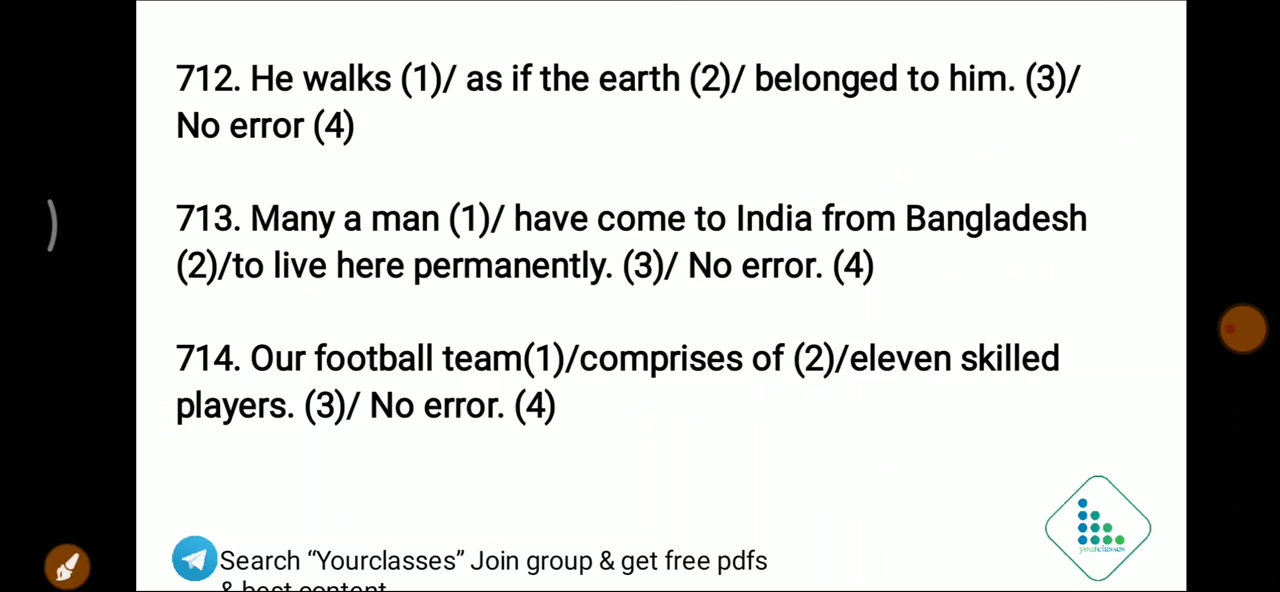 712. He walks (1)/ as if the earth (2)/ belonged to him. (3)/
No error (4)
713. Many a man (1)/ have come to India from Bangladesh
(2)/to live here permanently. (3)/ No error. (4)
714. Our football team(1)/comprises of (2)/eleven skilled
players. (3)/ No error. (4)
yourclasses
Search “Yourclasses” Join group & get free pdfs
& best content